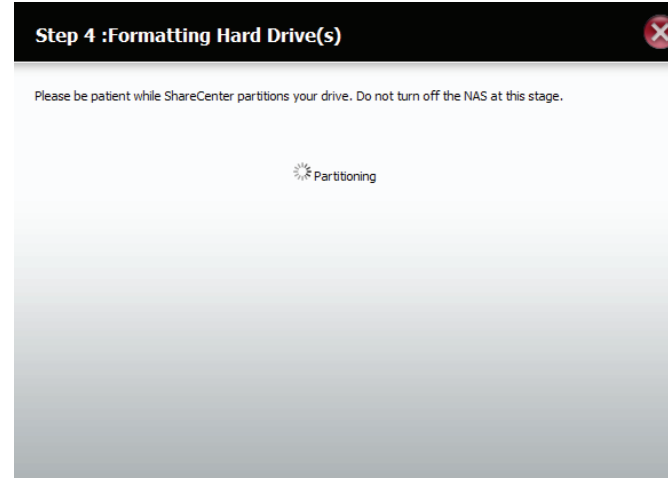 Step 4 :Formatting Hard Drive(s)
Please be patient while ShareCenter partitions your drive. Do not turn off the NAS at this stage.
Partitioning